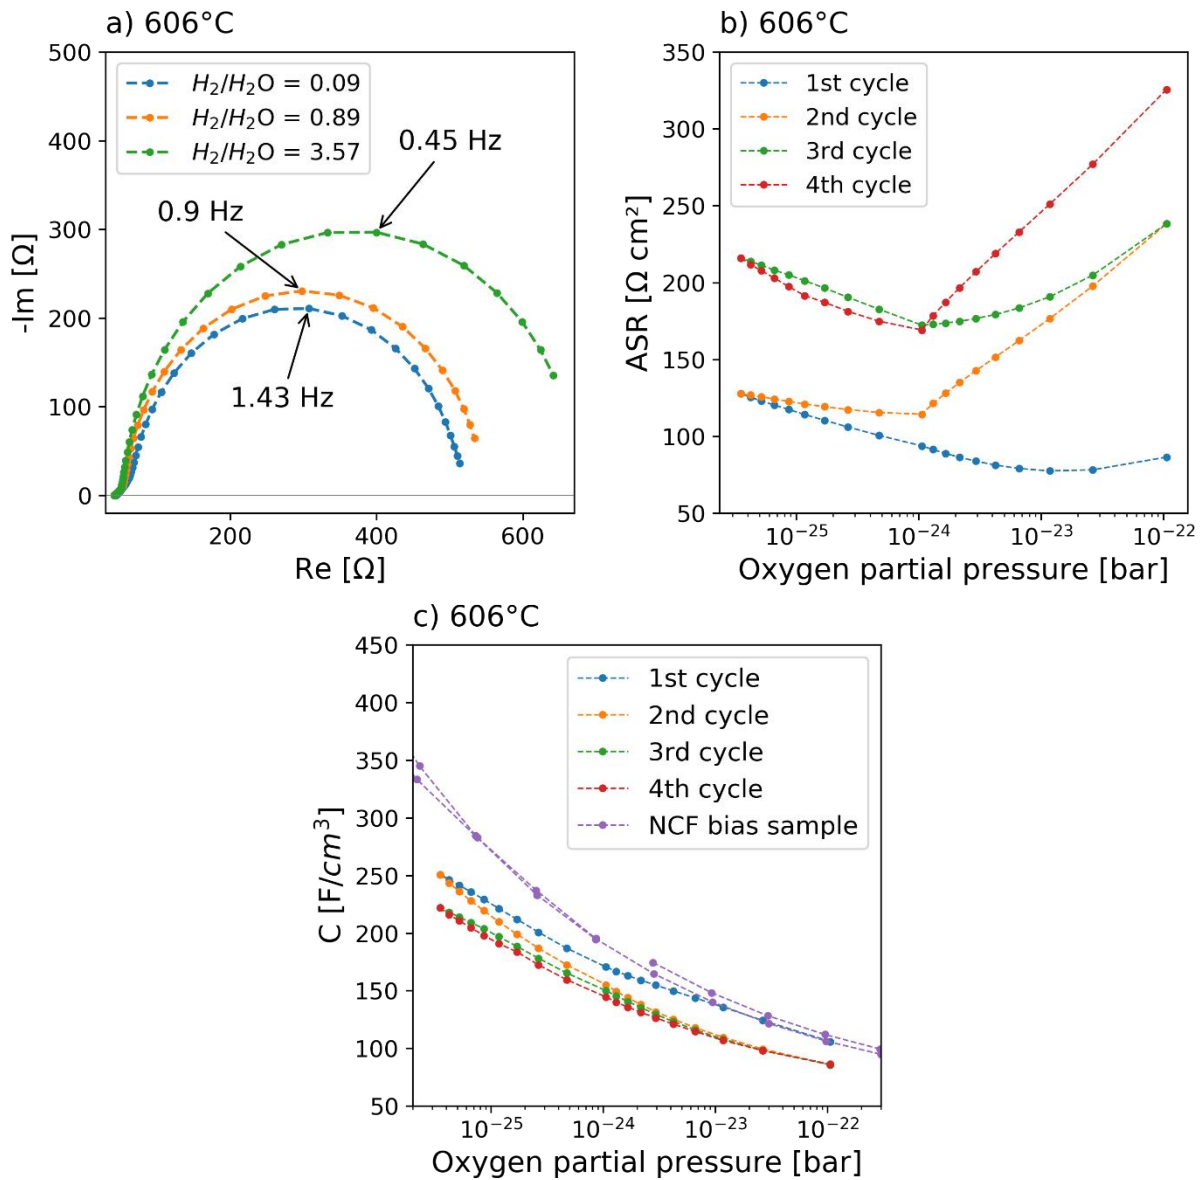 a) 606°C
500
400
300
200
100
0
-Im [Ω]
H₂/H₂O = 0.09
H₂/H₂O = 0.89
H₂/H₂O = 3.57
0.45 Hz
0.9 Hz
1.43 Hz
200
400
600
Re [Ω]
b) 606°C
350
300
250
200
150
100
50
ASR [Ω cm²]
1st cycle
2nd cycle
3rd cycle
4th cycle
10⁻²⁵
10⁻²⁴
10⁻²³
10⁻²²
Oxygen partial pressure [bar]
c) 606°C
450
400
350
300
250
200
150
100
50
C [F/cm³]
1st cycle
2nd cycle
3rd cycle
4th cycle
NCF bias sample
10⁻²⁵
10⁻²⁴
10⁻²³
10⁻²²
Oxygen partial pressure [bar]